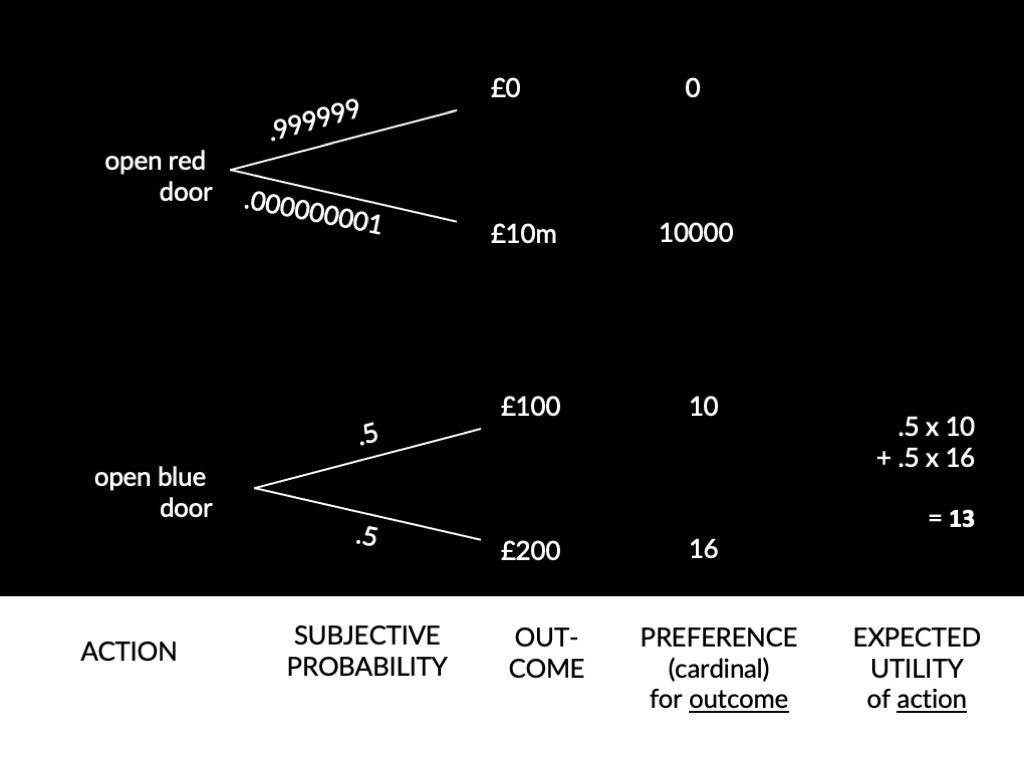 £0
0
.999999
open red
door
.000000001
£10m
10000
£100
10
.5
.5 x 10
+ .5 x 16
open blue
door
= 13
.5
£200
16
ACTION
SUBJECTIVE
PROBABILITY
OUT-
COME
PREFERENCE
(cardinal)
for outcome
EXPECTED
UTILITY
of action